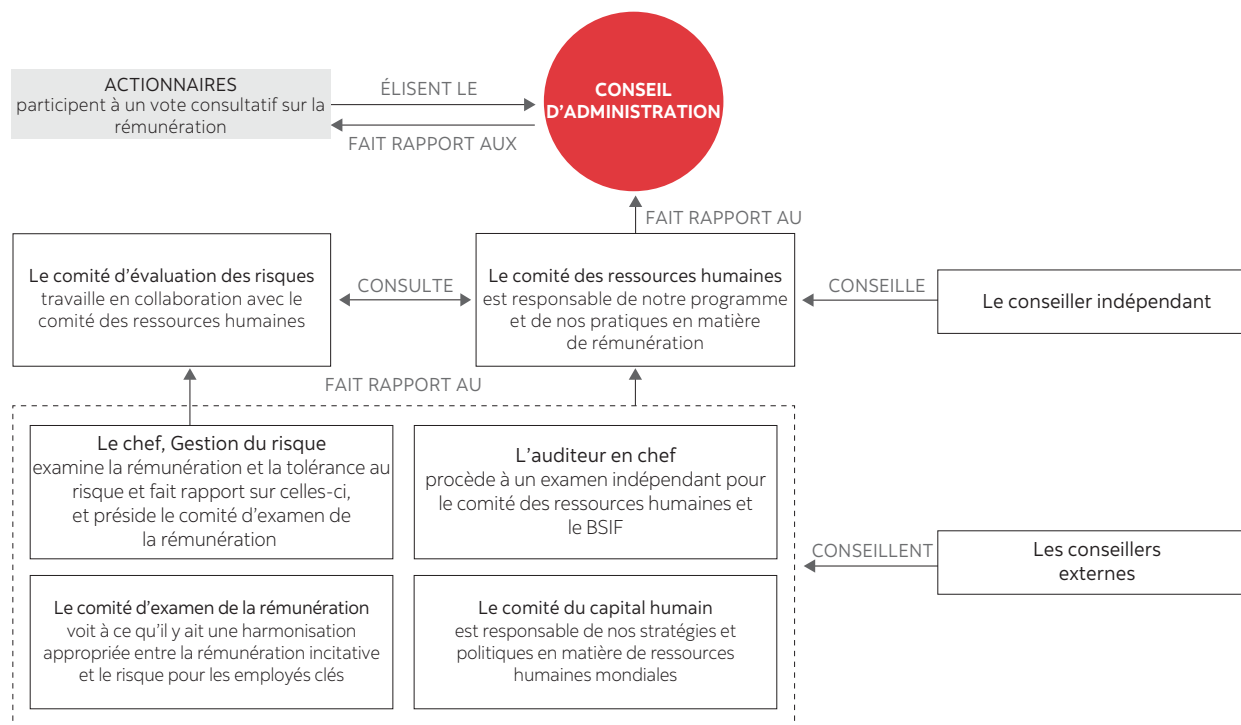 ACTIONNAIRES
participent à un vote consultatif sur la
rémunération
ÉLISENT LE
FAIT RAPPORT AUX
CONSEIL
D'ADMINISTRATION
FAIT RAPPORT AU
Le comité d'évaluation des risques
travaille en collaboration avec le
comité des ressources humaines
CONSULTE
Le comité des ressources humaines
est responsable de notre programme
et de nos pratiques en matière
de rémunération
CONSEILLE
Le conseiller indépendant
FAIT RAPPORT AU
Le chef, Gestion du risque
examine la rémunération et la tolérance au
risque et fait rapport sur celles-ci,
et préside le comité d'examen de
la rémunération
L'auditeur en chef
procède à un examen indépendant pour
le comité des ressources humaines et
le BSIF
CONSEILLENT
Les conseillers
externes
Le comité d'examen de la rémunération
voit à ce qu'il y ait une harmonisation
appropriée entre la rémunération incitative
et le risque pour les employés clés
Le comité du capital humain
est responsable de nos stratégies et
politiques en matière de ressources
humaines mondiales